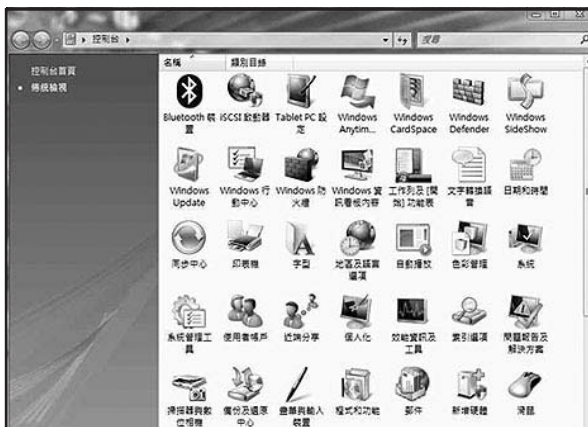 控制台
搜尋
控制台首頁
傳統檢視
名稱 類別目錄
Bluetooth 裝置
iSCSI 啟動器
Tablet PC 設定
Windows Anytim...
Windows CardSpace
Windows Defender
Windows SideShow
Windows Update
Windows 行動中心
Windows 防火牆
Windows 資訊看板內容
工作列及 [開始] 功能表
文字轉換語音
日期和時間
同步中心
印表機
字型
地區及語言選項
自動播放
色彩管理
系統
系統管理工具
使用者帳戶
近端分享
個人化
效能資訊及工具
索引選項
問題報告及解決方案
掃描器與數位相機
備份及還原中心
畫筆與輸入裝置
程式和功能
郵件
新增硬體
滑鼠